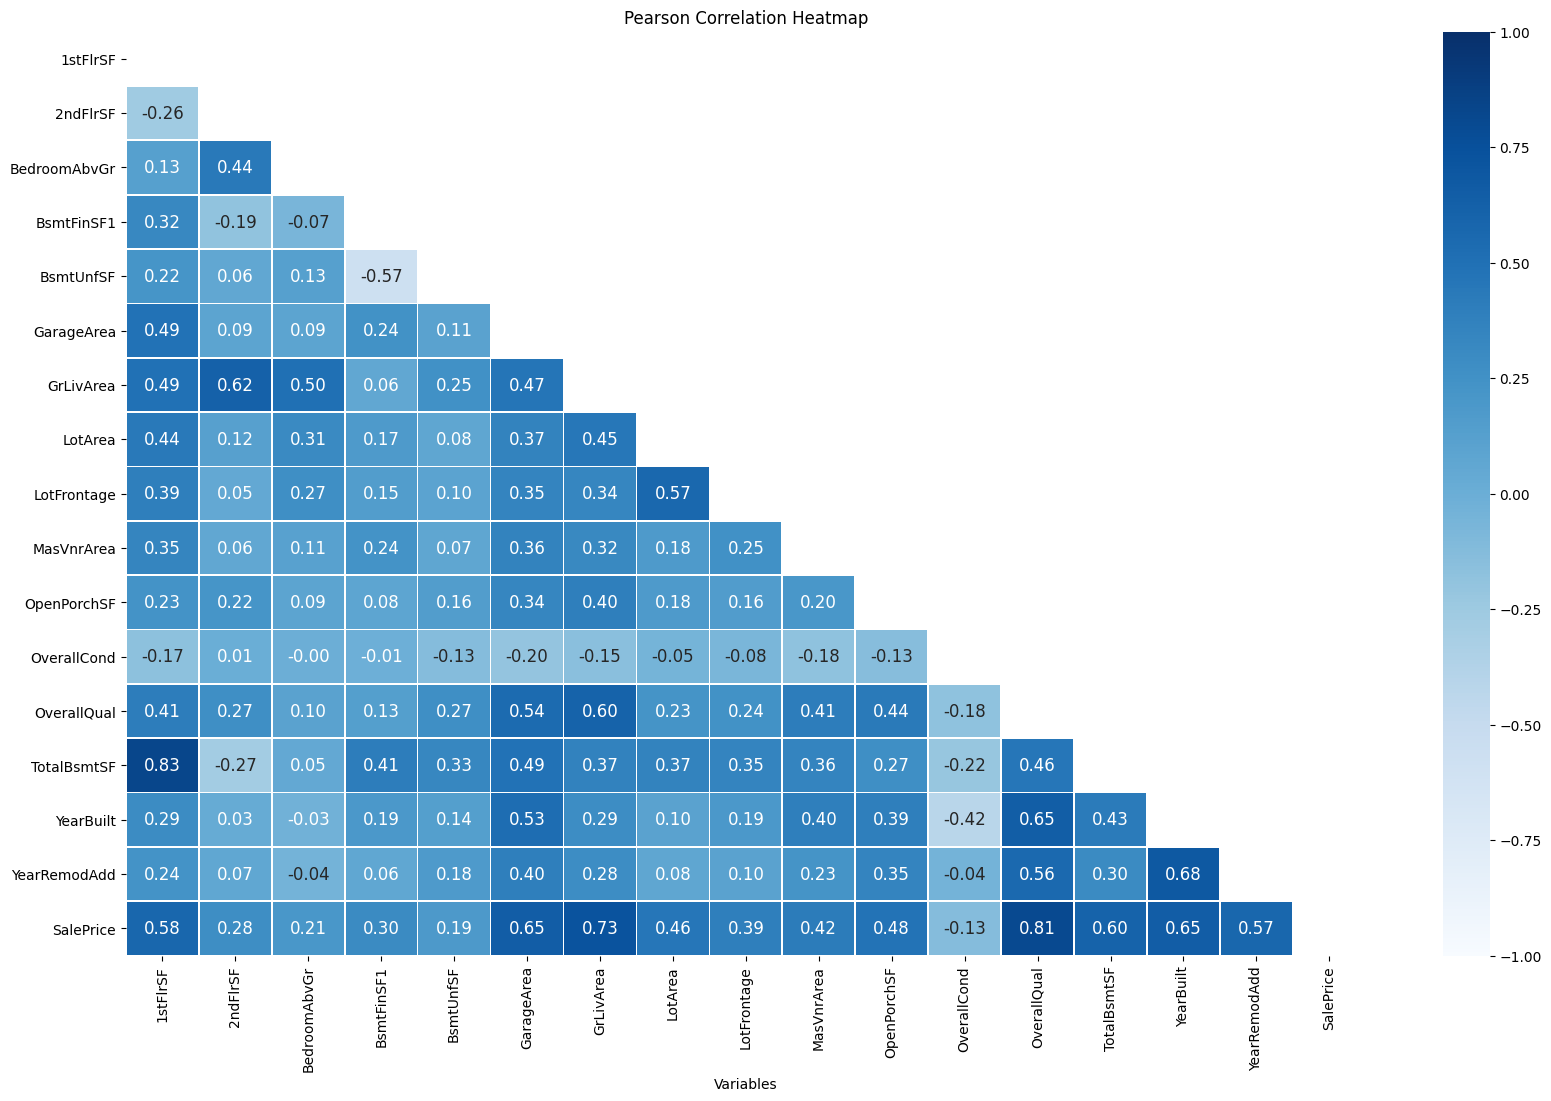 Pearson Correlation Heatmap
1stFlrSF
2ndFlrSF -0.26
BedroomAbvGr 0.13 0.44
BsmtFinSF1 0.32 -0.19 -0.07
BsmtUnfSF 0.22 0.06 0.13 -0.57
GarageArea 0.49 0.09 0.09 0.24 0.11
GrLivArea 0.49 0.62 0.50 0.06 0.25 0.47
LotArea 0.44 0.12 0.31 0.17 0.08 0.37 0.45
LotFrontage 0.39 0.05 0.27 0.15 0.10 0.35 0.34 0.57
MasVnrArea 0.35 0.06 0.11 0.24 0.07 0.36 0.32 0.18 0.25
OpenPorchSF 0.23 0.22 0.09 0.08 0.16 0.34 0.40 0.18 0.16 0.20
OverallCond -0.17 0.01 -0.00 -0.01 -0.13 -0.20 -0.15 -0.05 -0.08 -0.18 -0.13
OverallQual 0.41 0.27 0.10 0.13 0.27 0.54 0.60 0.23 0.24 0.41 0.44 -0.18
TotalBsmtSF 0.83 -0.27 0.05 0.41 0.33 0.49 0.37 0.37 0.35 0.36 0.27 -0.22 0.46
YearBuilt 0.29 0.03 -0.03 0.19 0.14 0.53 0.29 0.10 0.19 0.40 0.39 -0.42 0.65 0.43
YearRemodAdd 0.24 0.07 -0.04 0.06 0.18 0.40 0.28 0.08 0.10 0.23 0.35 -0.04 0.56 0.30 0.68
SalePrice 0.58 0.28 0.21 0.30 0.19 0.65 0.73 0.46 0.39 0.42 0.48 -0.13 0.81 0.60 0.65 0.57
1stFlrSF
2ndFlrSF
BedroomAbvGr
BsmtFinSF1
BsmtUnfSF
GarageArea
GrLivArea
LotArea
LotFrontage
MasVnrArea
OpenPorchSF
OverallCond
OverallQual
TotalBsmtSF
YearBuilt
YearRemodAdd
SalePrice
Variables
1.00
0.75
0.50
0.25
0.00
−0.25
−0.50
−0.75
−1.00